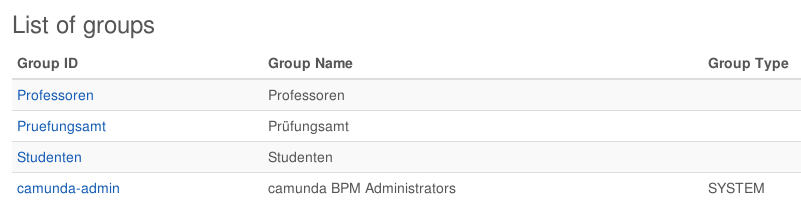 List of groups
Group ID Group Name Group Type
Professoren Professoren
Pruefungsamt Prüfungsamt
Studenten Studenten
camunda-admin camunda BPM Administrators SYSTEM